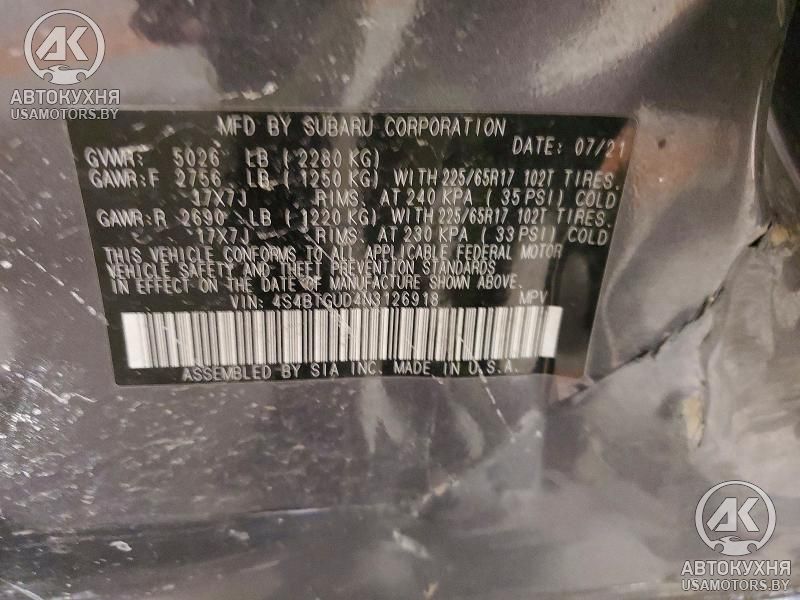 АК
АВТОКУХНЯ
USAMOTORS.BY
MFD BY SUBARU CORPORATION
DATE: 07/21
GVWR: 5026 LB (2280 KG)
GAWR:F 2756 LB (1250 KG) WITH 225/65R17 102T TIRES.
17X7J RIMS. AT 240 KPA (35 PSI) COLD
GAWR:R 2690 LB (1220 KG) WITH 225/65R17 102T TIRES.
17X7J RIMS. AT 230 KPA (33 PSI) COLD
THIS VEHICLE CONFORMS TO ALL APPLICABLE FEDERAL MOTOR
VEHICLE SAFETY AND THEFT PREVENTION STANDARDS
IN EFFECT ON THE DATE OF MANUFACTURE SHOWN ABOVE.
VIN: 4S4BTGUD4N3126918 MPV
ASSEMBLED BY SIA INC. MADE IN U.S.A.
АК
АВТОКУХНЯ
USAMOTORS.BY